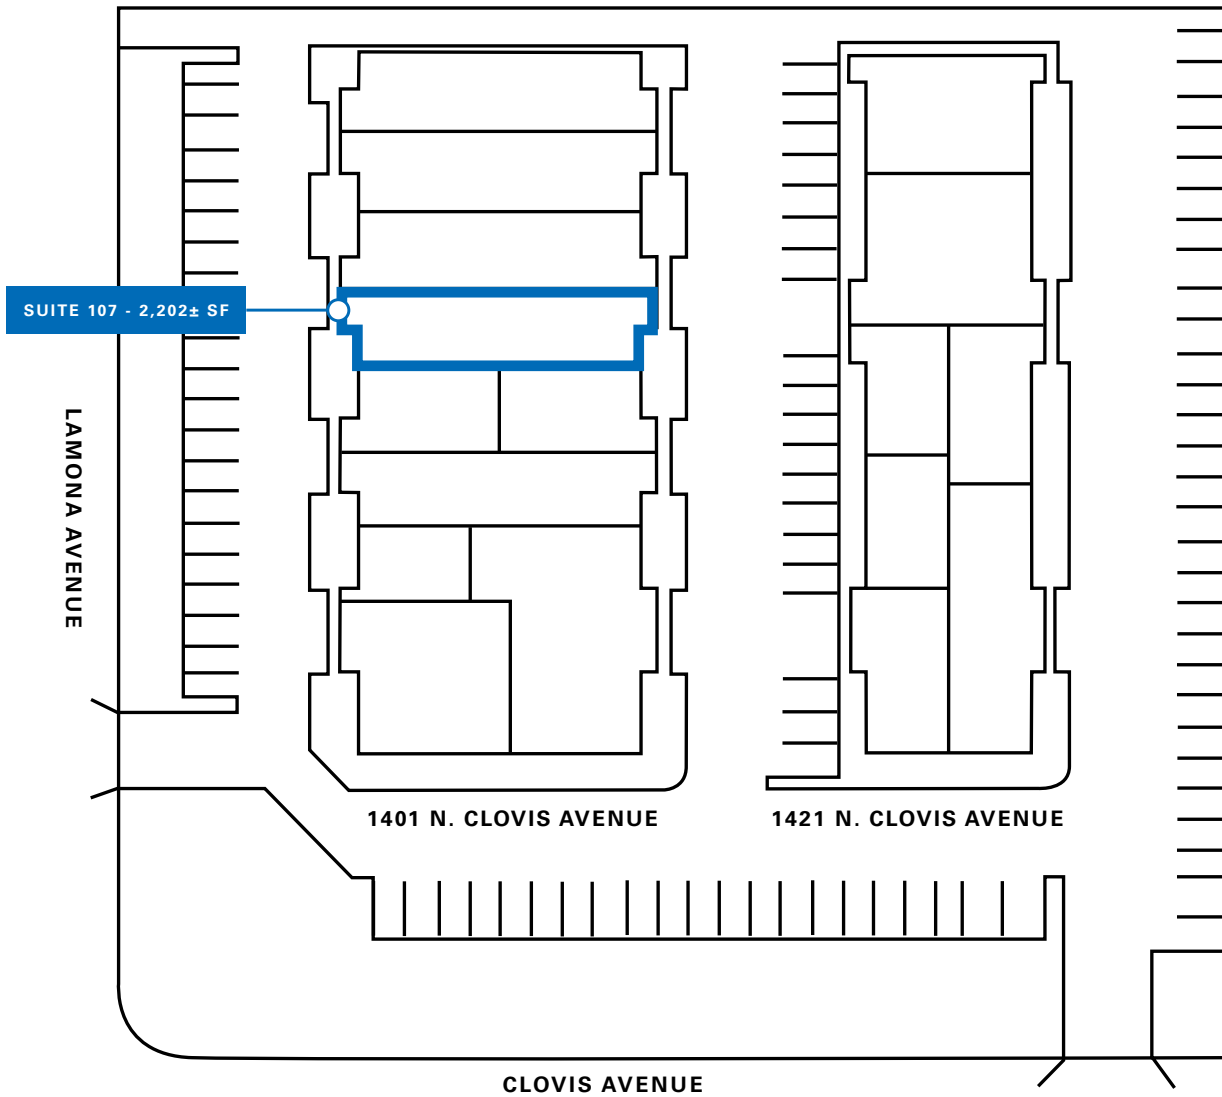 SUITE 107 - 2,202± SF
LAMONA AVENUE
1401 N. CLOVIS AVENUE
1421 N. CLOVIS AVENUE
CLOVIS AVENUE